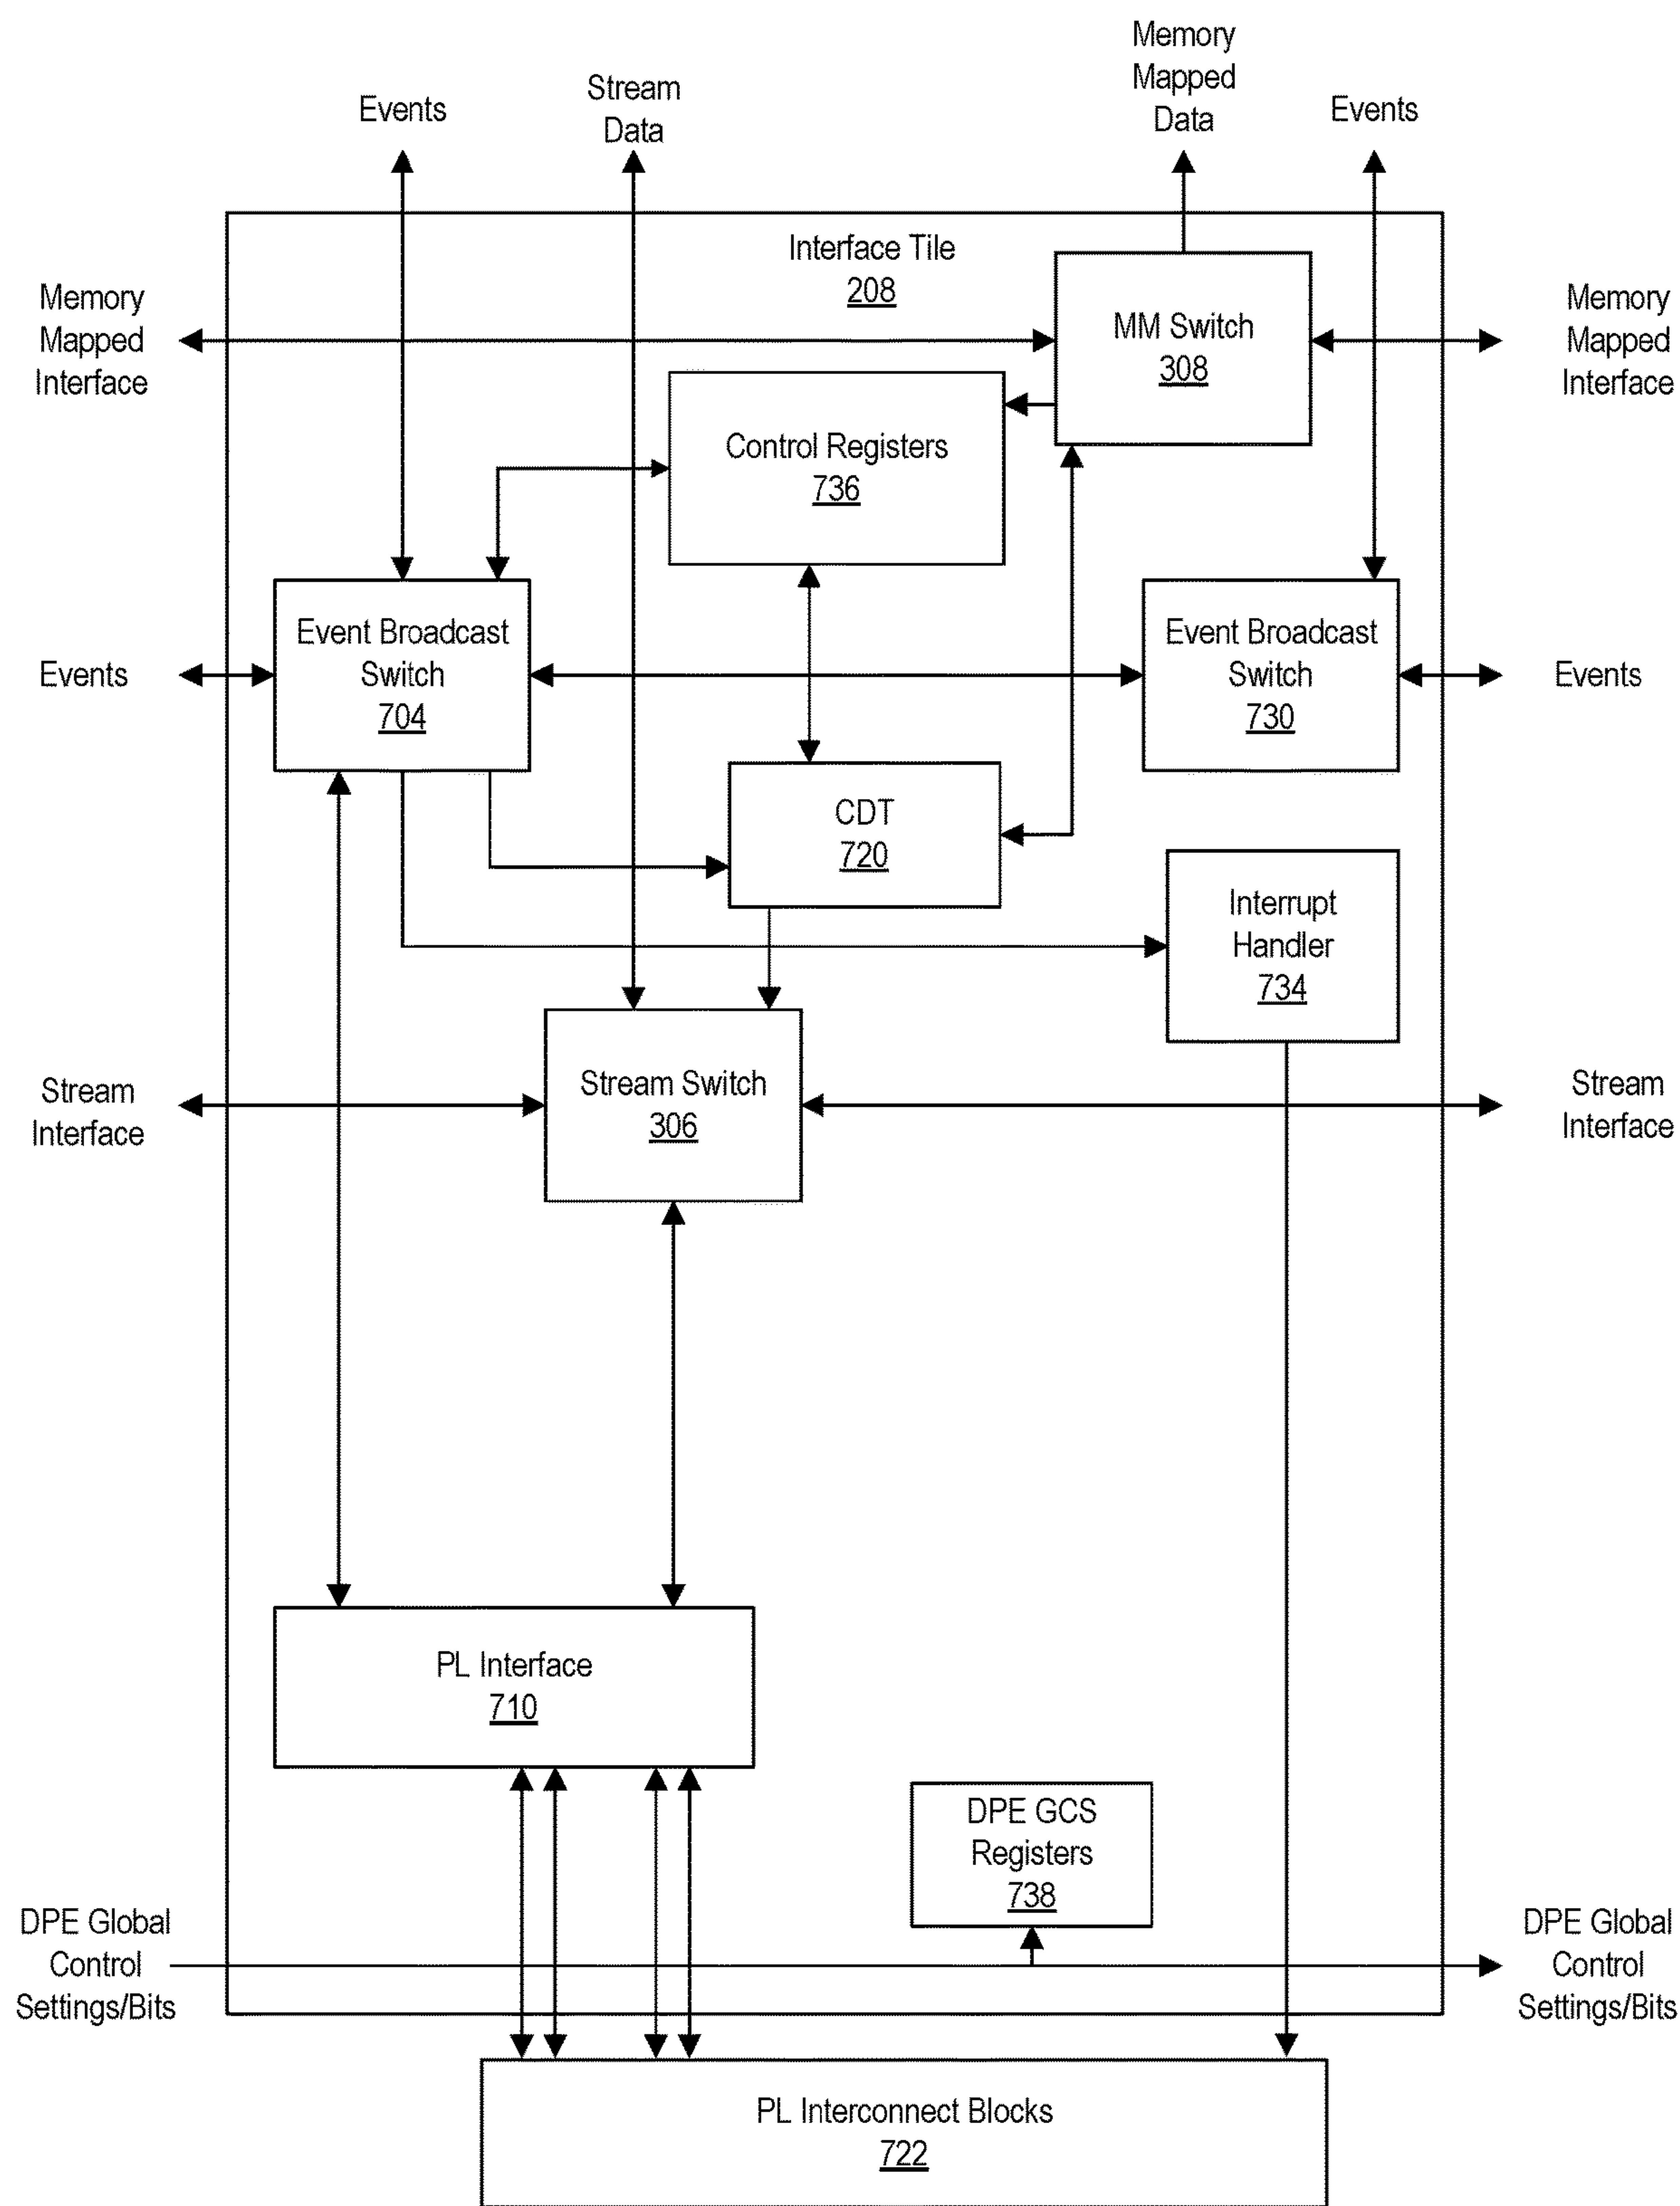 Memory
Mapped
Data
Stream
Data
Events
Events
Interface Tile
208
Memory
Mapped
Interface
MM Switch
308
Memory
Mapped
Interface
Control Registers
736
Event Broadcast
Switch
704
Event Broadcast
Switch
730
Events
Events
CDT
720
Interrupt
Handler
734
Stream
Interface
Stream Switch
306
Stream
Interface
PL Interface
710
DPE GCS
Registers
738
DPE Global
Control
Settings/Bits
DPE Global
Control
Settings/Bits
PL Interconnect Blocks
722